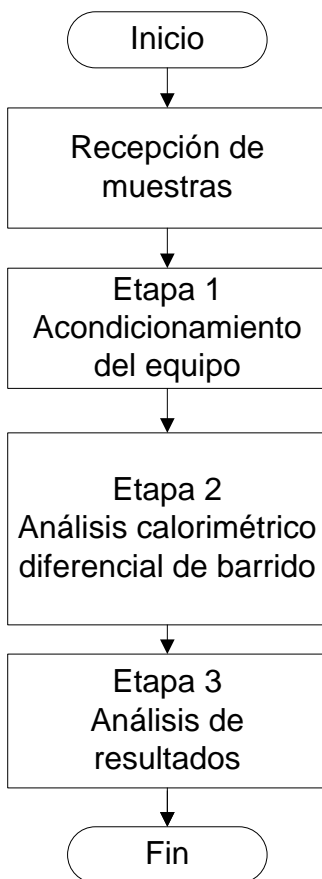 Inicio
Recepción de
muestras
Etapa 1
Acondicionamiento
del equipo
Etapa 2
Análisis calorimétrico
diferencial de barrido
Etapa 3
Análisis de
resultados
Fin